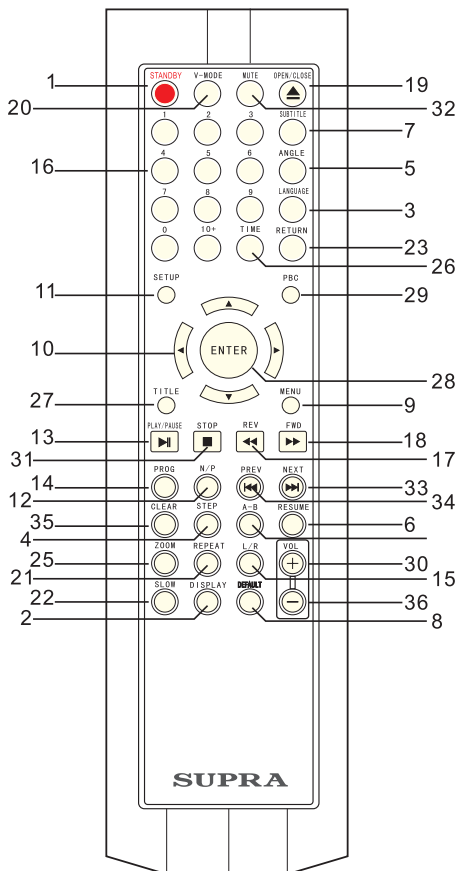 STANDBY V-MODE MUTE OPEN/CLOSE
1 19
20 32
1 2 3 SUBTITLE
7
4 5 6 ANGLE
16 5
7 8 9 LANGUAGE
3
0 10+ TIME RETURN
23
26
SETUP PBC
11 29
10 ENTER
28
TITLE MENU
27 9
PLAY/PAUSE STOP REV FWD
13 18
31 17
PROG N/P PREV NEXT
14 33
12 34
CLEAR STEP A-B RESUME
35
4 6
ZOOM REPEAT L/R VOL
25 + 30
21 15
SLOW DISPLAY DEFAULT
22 − 36
2 8
SUPRA